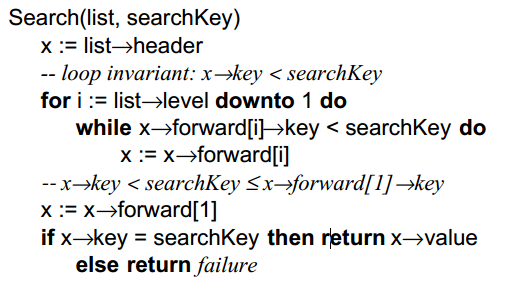 Search(list, searchKey)
x := list→header
-- loop invariant: x→key < searchKey
for i := list→level downto 1 do
while x→forward[i]→key < searchKey do
x := x→forward[i]
-- x→key < searchKey ≤ x→forward[1]→key
x := x→forward[1]
if x→key = searchKey then return x→value
else return failure